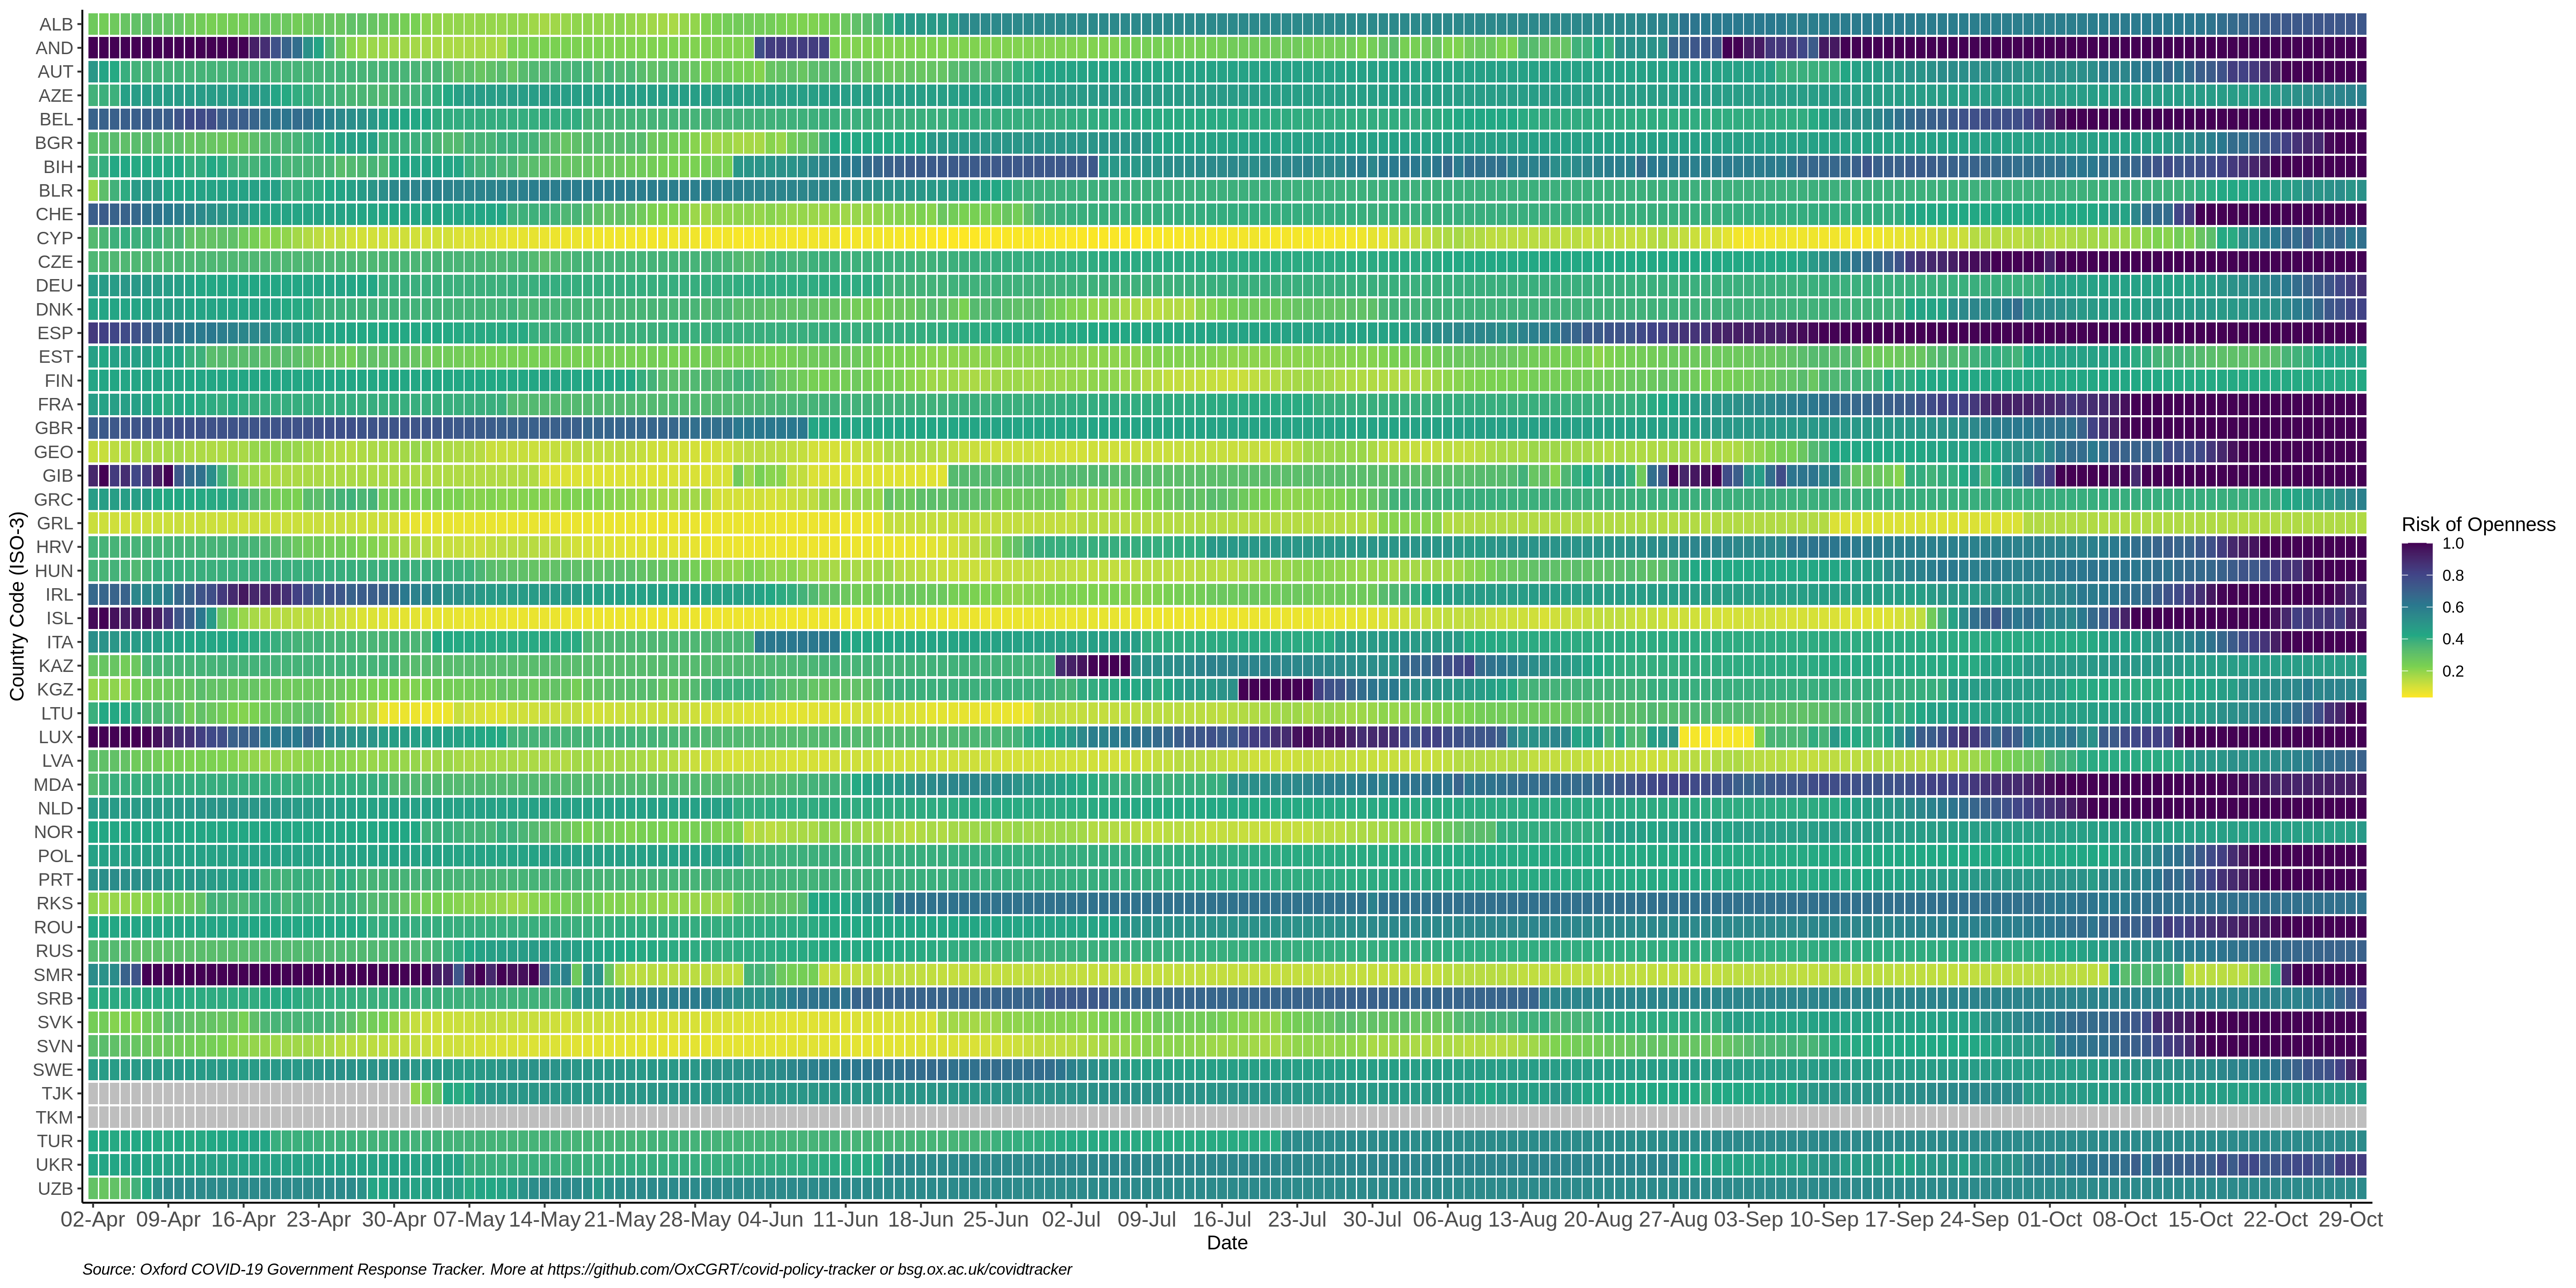 ALB
AND
AUT
AZE
BEL
BGR
BIH
BLR
CHE
CYP
CZE
DEU
DNK
ESP
EST
FIN
FRA
GBR
GEO
GIB
GRC
GRL
HRV
HUN
IRL
ISL
ITA
KAZ
KGZ
LTU
LUX
LVA
MDA
NLD
NOR
POL
PRT
RKS
ROU
RUS
SMR
SRB
SVK
SVN
SWE
TJK
TKM
TUR
UKR
UZB
Country Code (ISO-3)
02-Apr 09-Apr 16-Apr 23-Apr 30-Apr 07-May 14-May 21-May 28-May 04-Jun 11-Jun 18-Jun 25-Jun 02-Jul 09-Jul 16-Jul 23-Jul 30-Jul 06-Aug 13-Aug 20-Aug 27-Aug 03-Sep 10-Sep 17-Sep 24-Sep 01-Oct 08-Oct 15-Oct 22-Oct 29-Oct
Date
Risk of Openness
1.0
0.8
0.6
0.4
0.2
Source: Oxford COVID-19 Government Response Tracker. More at https://github.com/OxCGRT/covid-policy-tracker or bsg.ox.ac.uk/covidtracker